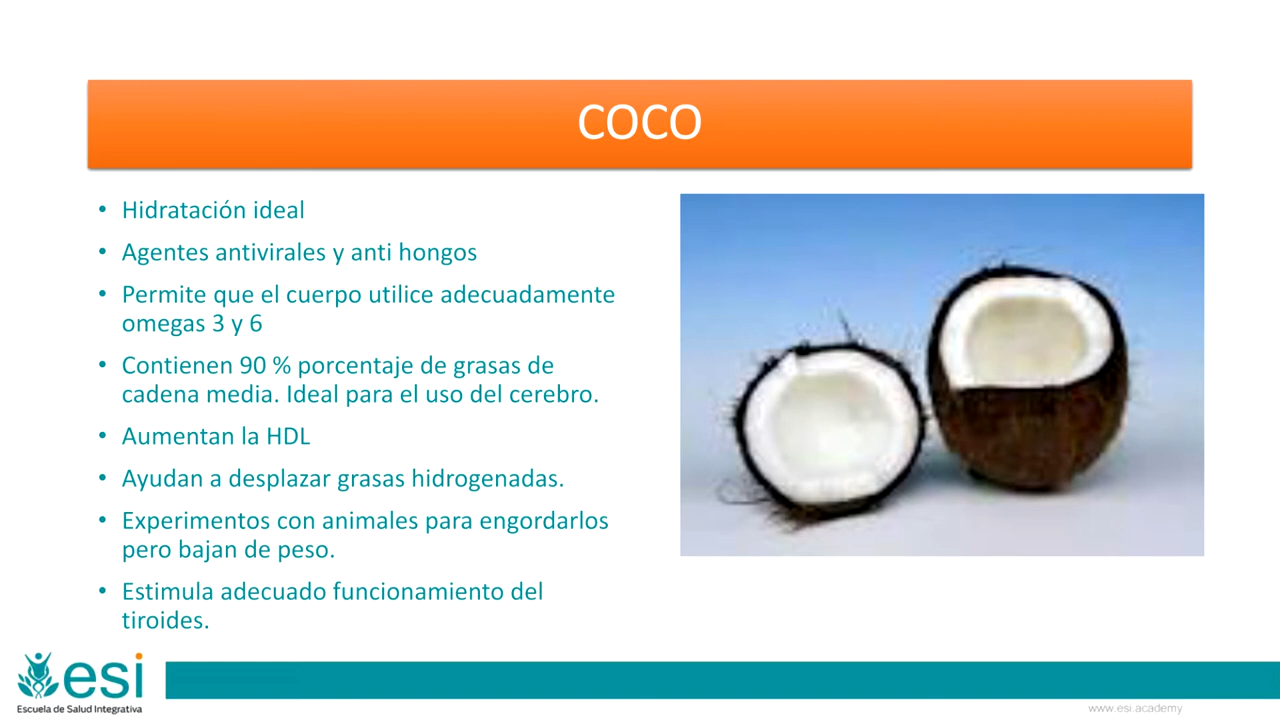 COCO
• Hidratación ideal
• Agentes antivirales y anti hongos
• Permite que el cuerpo utilice adecuadamente
omegas 3 y 6
• Contienen 90 % porcentaje de grasas de
cadena media. Ideal para el uso del cerebro.
• Aumentan la HDL
• Ayudan a desplazar grasas hidrogenadas.
• Experimentos con animales para engordarlos
pero bajan de peso.
• Estimula adecuado funcionamiento del
tiroides.
esi
Escuela de Salud Integrativa
www.esi.academy